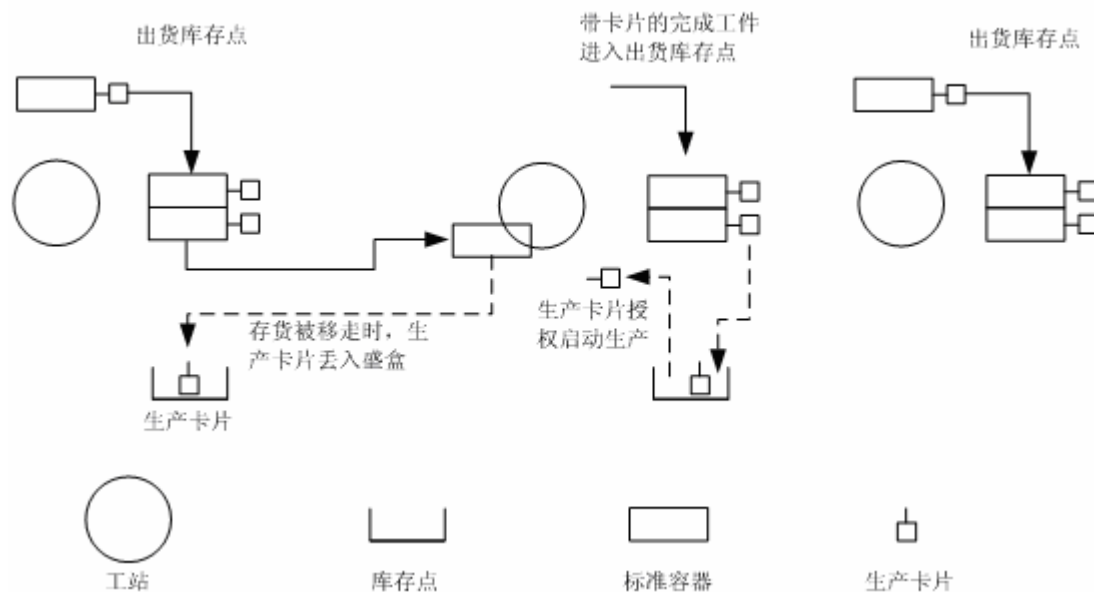 出货库存点
带卡片的完成工件
进入出货库存点
出货库存点
存货被移走时，生
产卡片丢入盛盒
生产卡片授
权启动生产
生产卡片
工站
库存点
标准容器
生产卡片